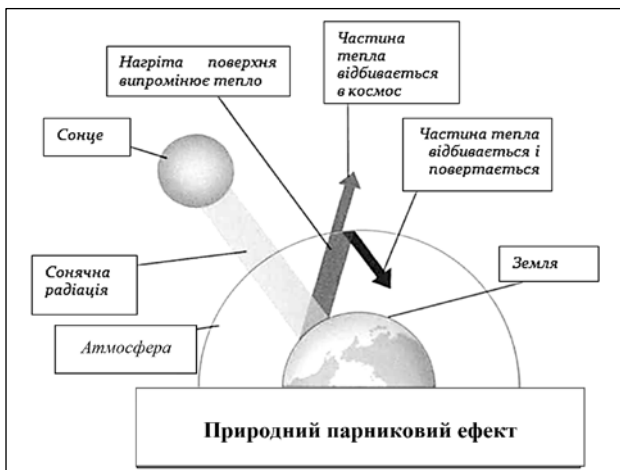 Частина
тепла
відбивається
в космос
Нагріта поверхня
випромінює тепло
Сонце
Частина тепла
відбивається і
повертається
Сонячна
радіація
Земля
Атмосфера
Природний парниковий ефект